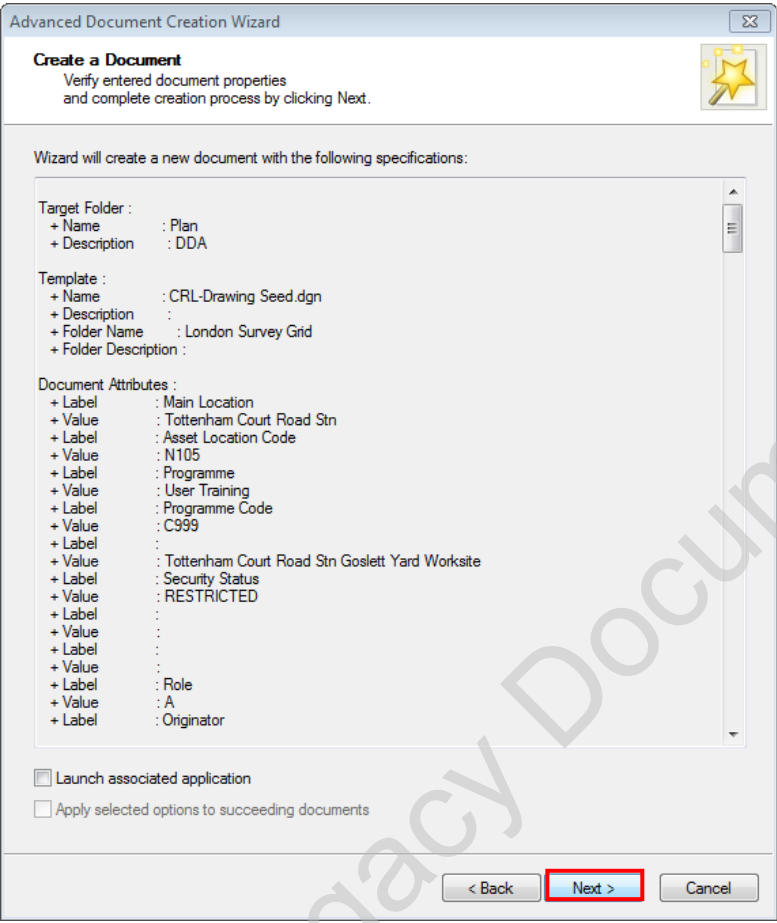 Advanced Document Creation Wizard
Create a Document
Verify entered document properties
and complete creation process by clicking Next.
Wizard will create a new document with the following specifications:
Target Folder :
+ Name : Plan
+ Description : DDA
Template :
+ Name : CRL-Drawing Seed.dgn
+ Description :
+ Folder Name : London Survey Grid
+ Folder Description :
Document Attributes :
+ Label : Main Location
+ Value : Tottenham Court Road Stn
+ Label : Asset Location Code
+ Value : N105
+ Label : Programme
+ Value : User Training
+ Label : Programme Code
+ Value : C999
+ Label :
+ Value : Tottenham Court Road Stn Goslett Yard Worksite
+ Label : Security Status
+ Value : RESTRICTED
+ Label :
+ Value :
+ Label :
+ Value :
+ Label : Role
+ Value : A
+ Label : Originator
Launch associated application
Apply selected options to succeeding documents
< Back Next > Cancel